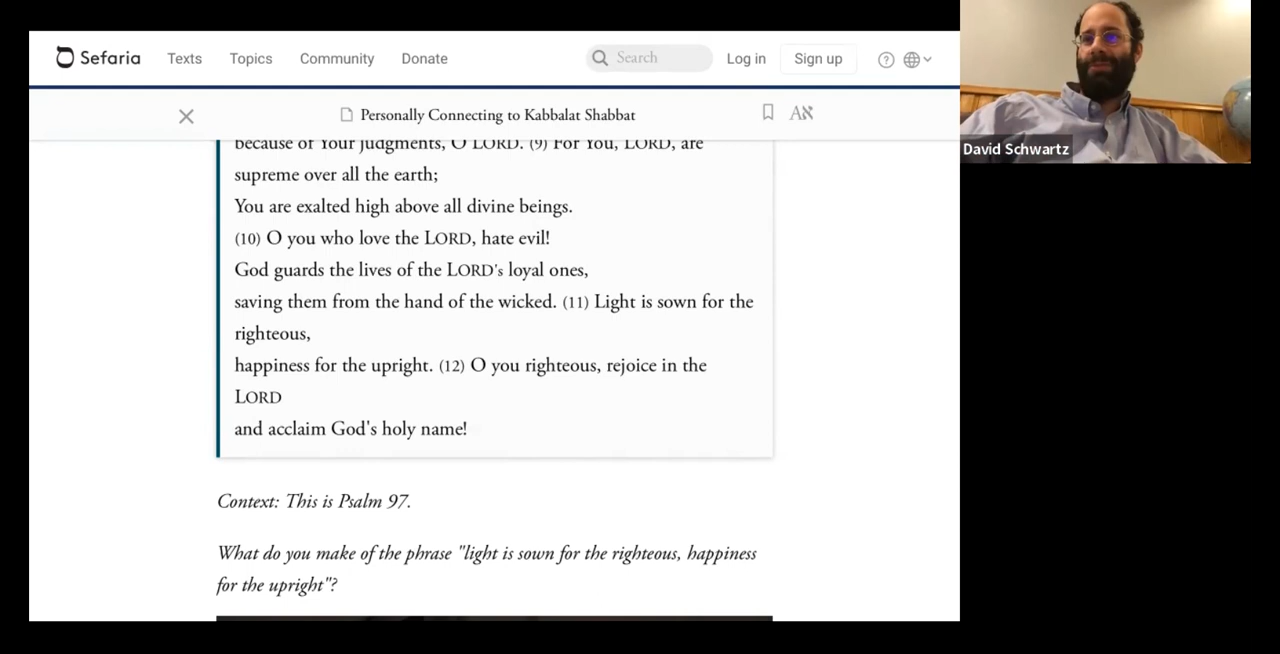 Sefaria Texts Topics Community Donate Search Log in Sign up
Personally Connecting to Kabbalat Shabbat Aא
because of Your judgments, O LORD. (9) For You, LORD, are
supreme over all the earth;
You are exalted high above all divine beings.
(10) O you who love the LORD, hate evil!
God guards the lives of the LORD's loyal ones,
saving them from the hand of the wicked. (11) Light is sown for the
righteous,
happiness for the upright. (12) O you righteous, rejoice in the
LORD
and acclaim God's holy name!
Context: This is Psalm 97.
What do you make of the phrase "light is sown for the righteous, happiness
for the upright"?
David Schwartz